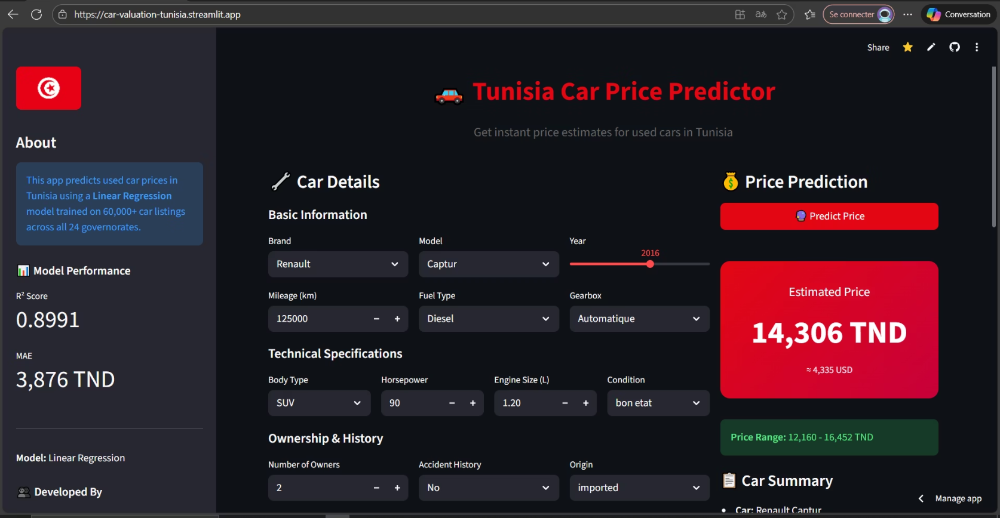 https://car-valuation-tunisia.streamlit.app
Se connecter
Conversation
Share
About
This app predicts used car prices in
Tunisia using a Linear Regression
model trained on 60,000+ car listings
across all 24 governorates.
Model Performance
R² Score
0.8991
MAE
3,876 TND
Model: Linear Regression
Developed By
Tunisia Car Price Predictor
Get instant price estimates for used cars in Tunisia
Car Details
Basic Information
Brand Model Year
2016
Renault Captur
Mileage (km) Fuel Type Gearbox
125000 − + Diesel Automatique
Technical Specifications
Body Type Horsepower Engine Size (L) Condition
SUV 90 − + 1.20 − + bon etat
Ownership & History
Number of Owners Accident History Origin
2 − + No imported
Price Prediction
Predict Price
Estimated Price
14,306 TND
≈ 4,335 USD
Price Range: 12,160 - 16,452 TND
Car Summary
• Car: Renault Captur
Manage app